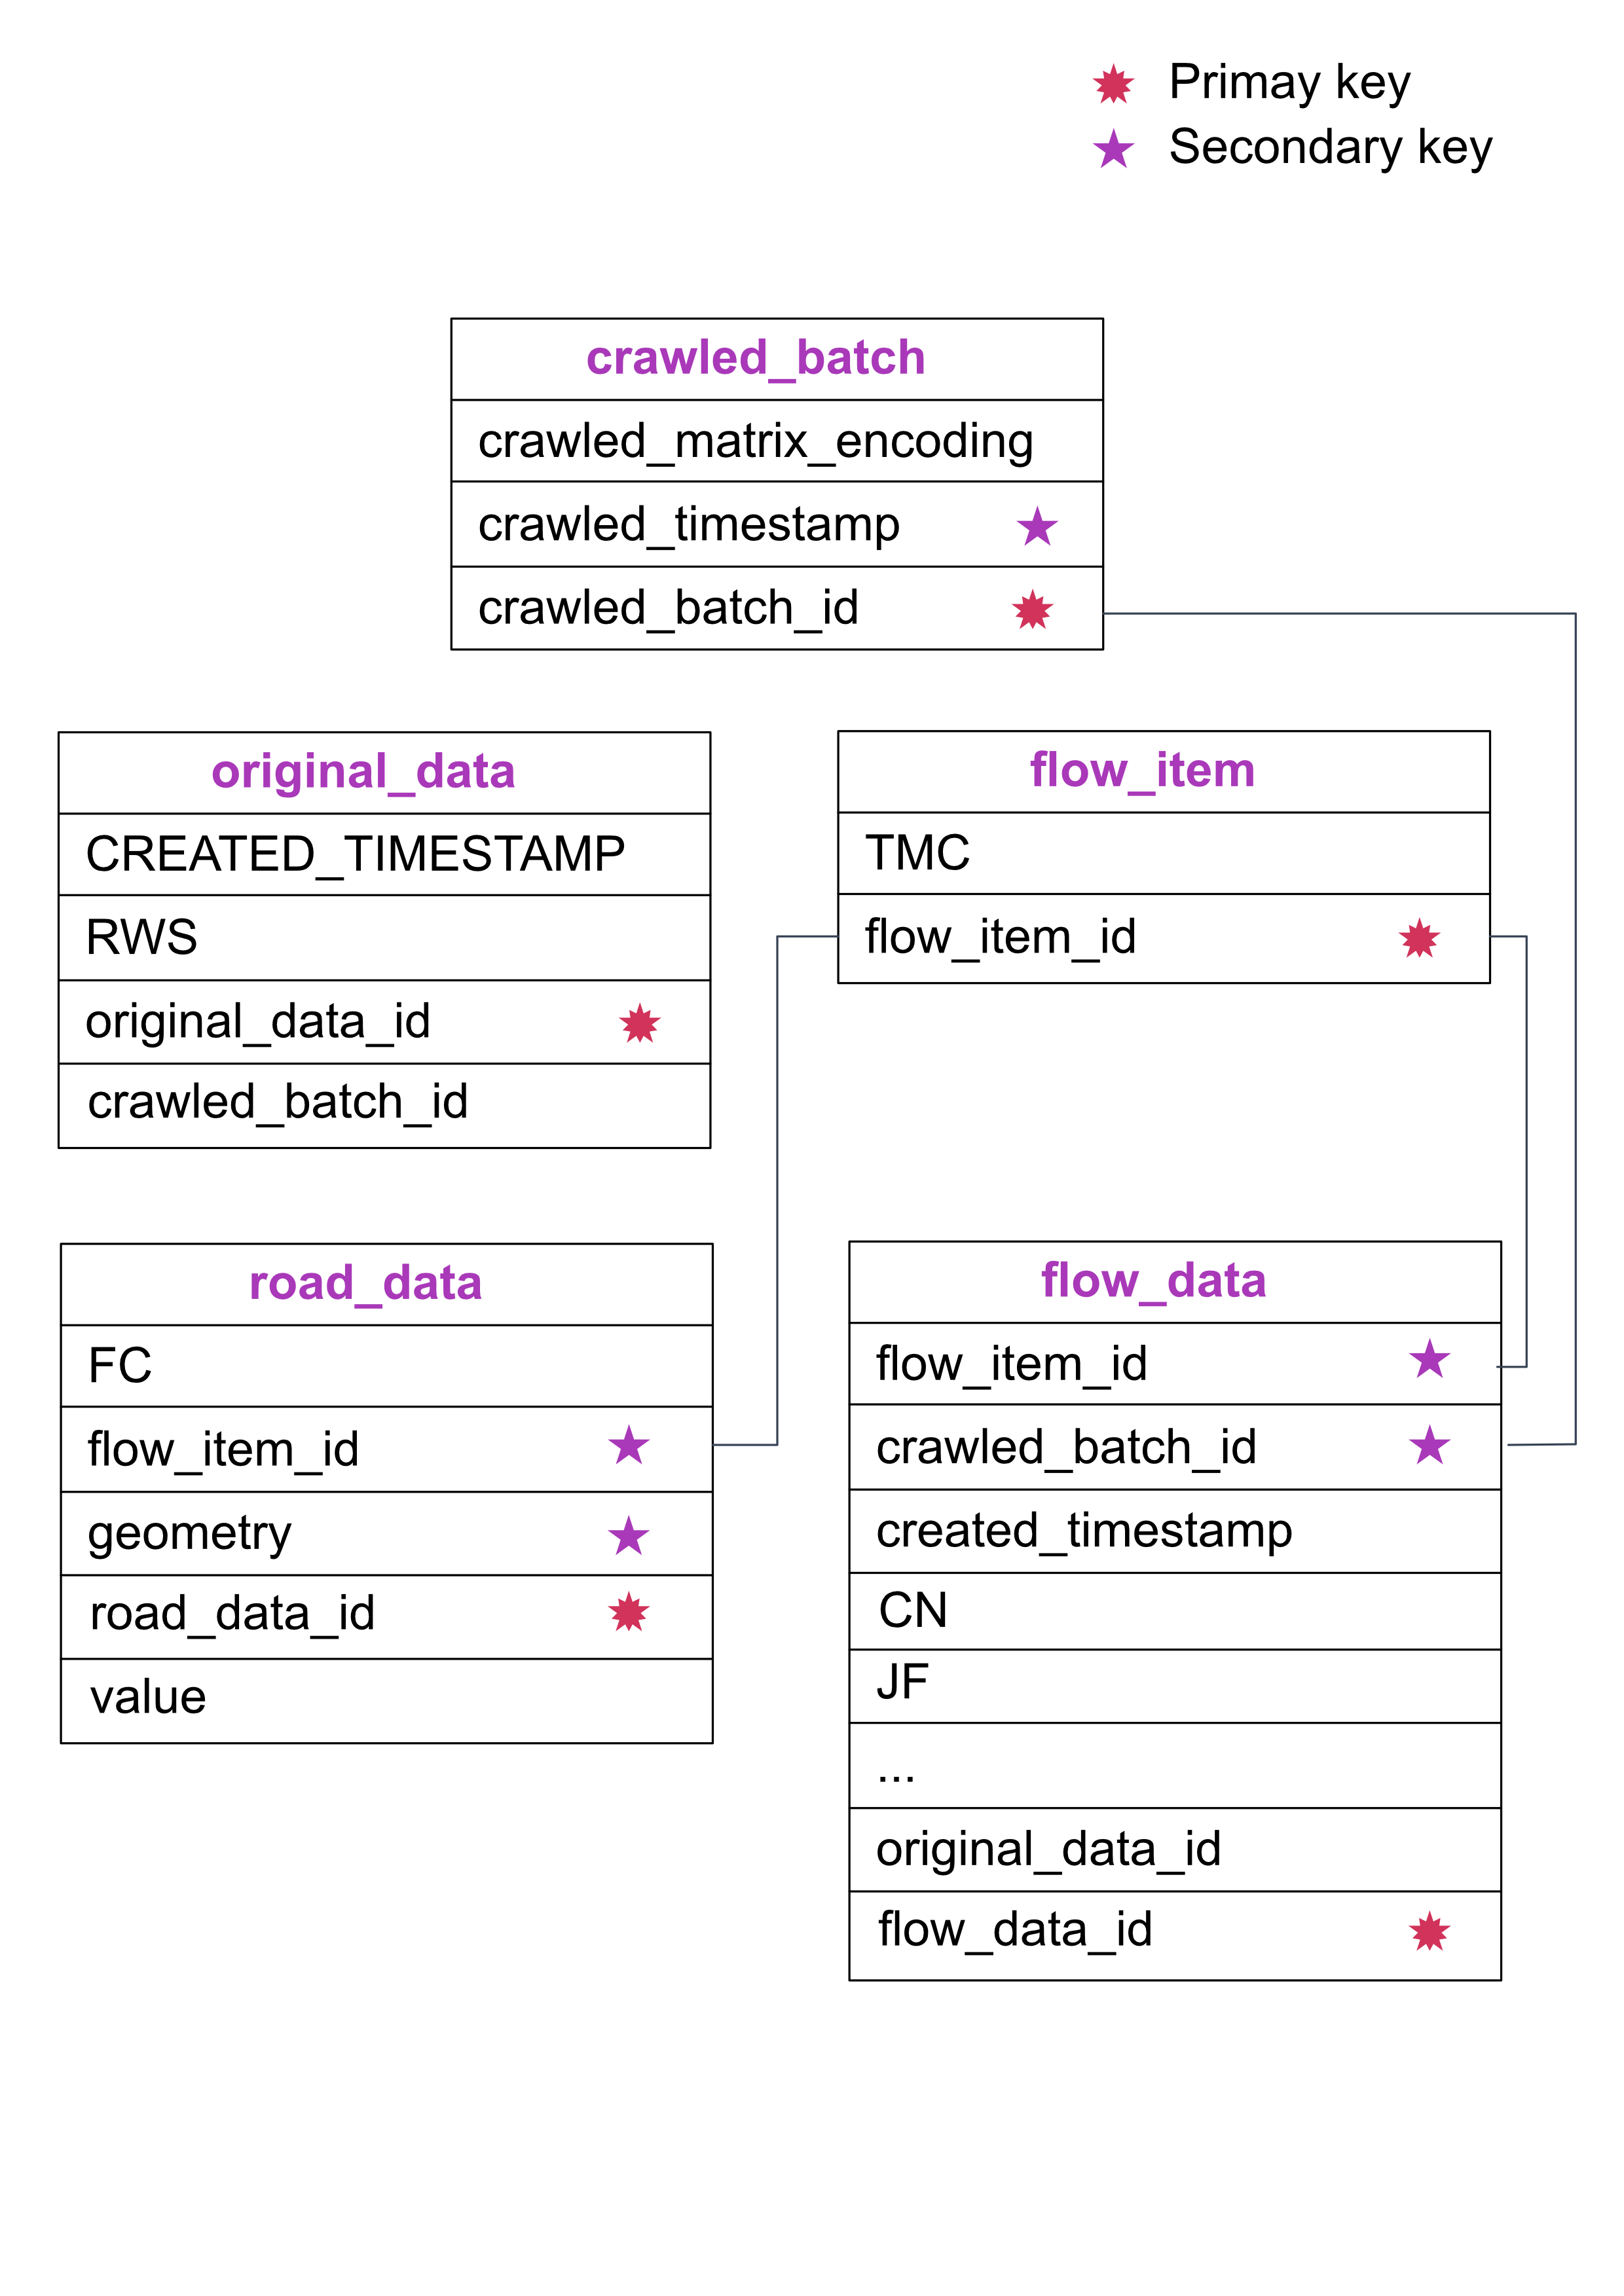 Primay key
Secondary key
crawled_batch
crawled_matrix_encoding
crawled_timestamp
crawled_batch_id
original_data
CREATED_TIMESTAMP
RWS
original_data_id
crawled_batch_id
flow_item
TMC
flow_item_id
road_data
FC
flow_item_id
geometry
road_data_id
value
flow_data
flow_item_id
crawled_batch_id
created_timestamp
CN
JF
...
original_data_id
flow_data_id